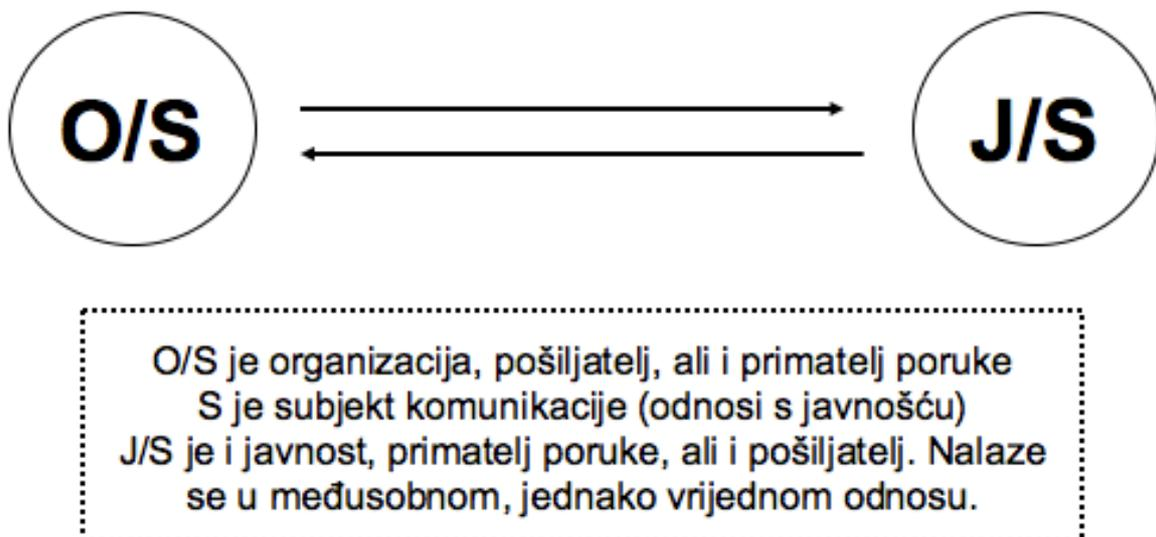 O/S
J/S
O/S je organizacija, pošiljatelj, ali i primatelj poruke
S je subjekt komunikacije (odnosi s javnošću)
J/S je i javnost, primatelj poruke, ali i pošiljatelj. Nalaze
se u međusobnom, jednako vrijednom odnosu.